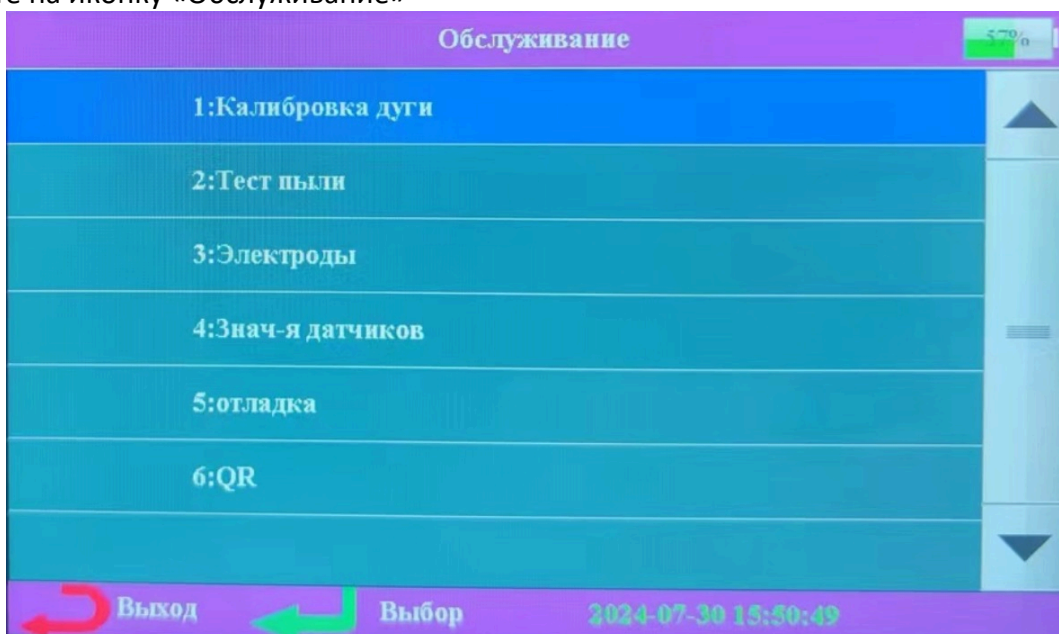 те на иконку «Обслуживание»
Обслуживание 57%
1:Калибровка дуги
2:Тест пыли
3:Электроды
4:Знач-я датчиков
5:отладка
6:QR
Выход Выбор 2024-07-30 15:50:49